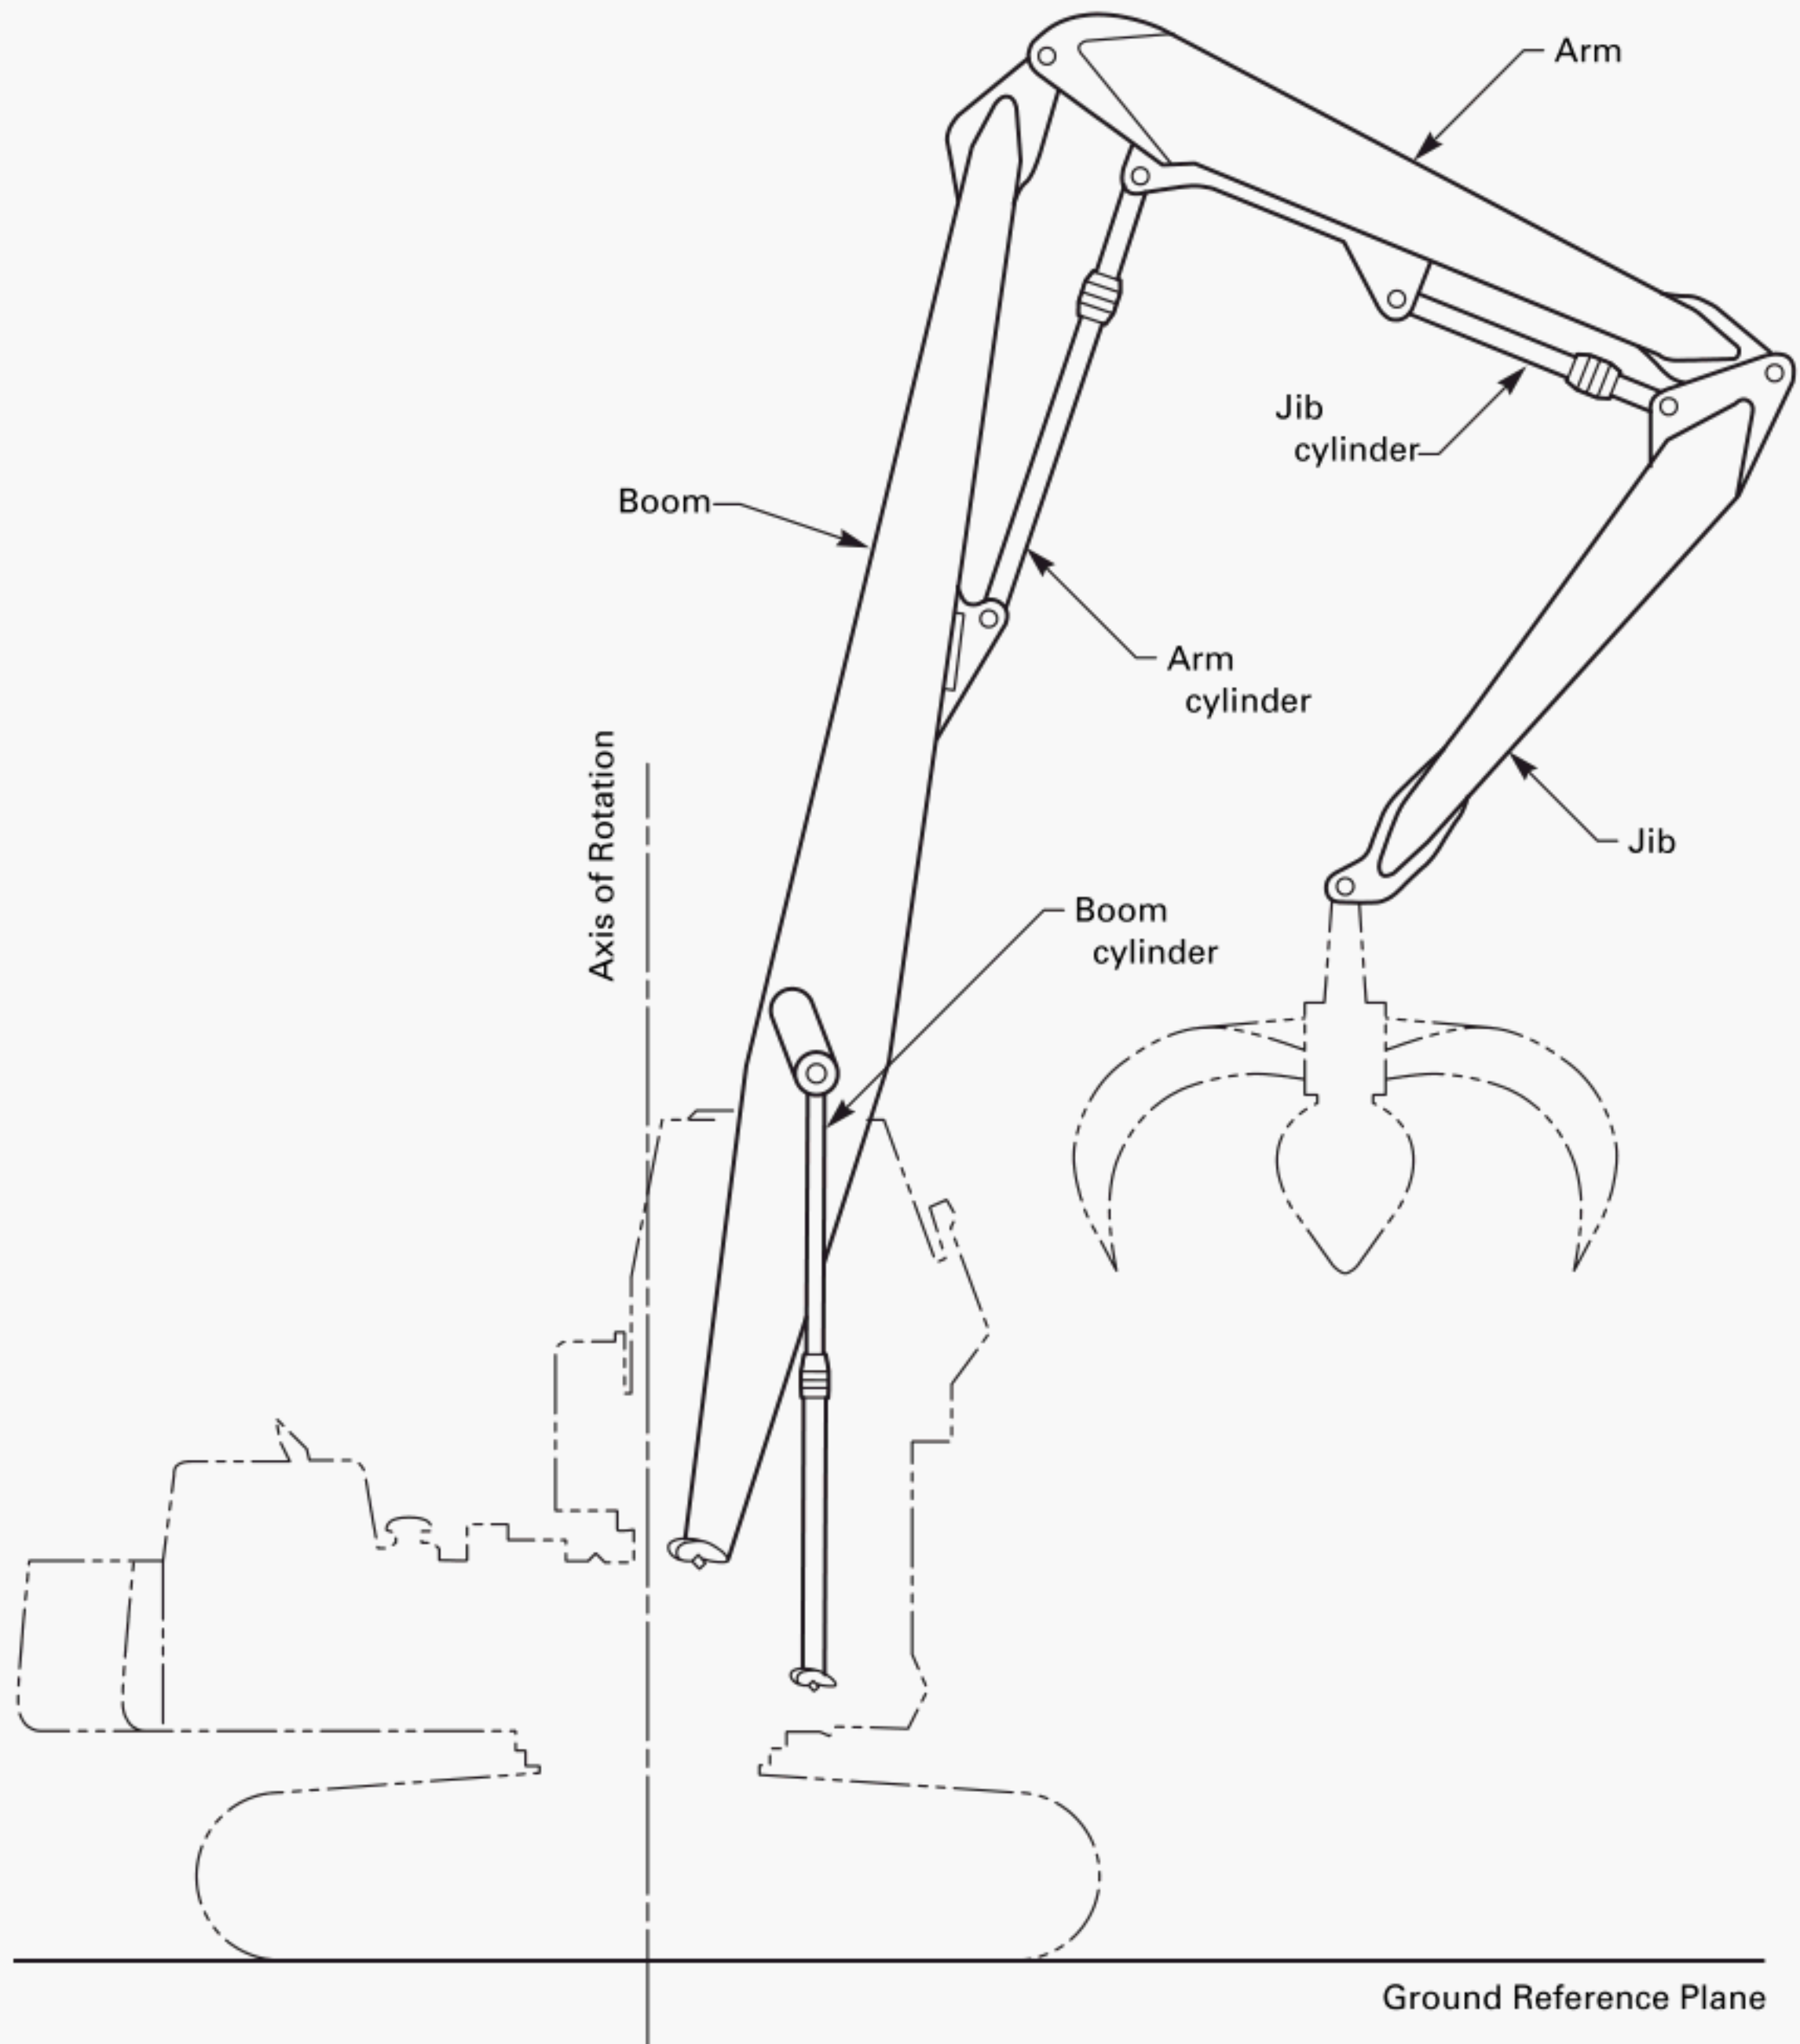 Arm
Jib
cylinder
Boom
Arm
cylinder
Axis of Rotation
Jib
Boom
cylinder
Ground Reference Plane